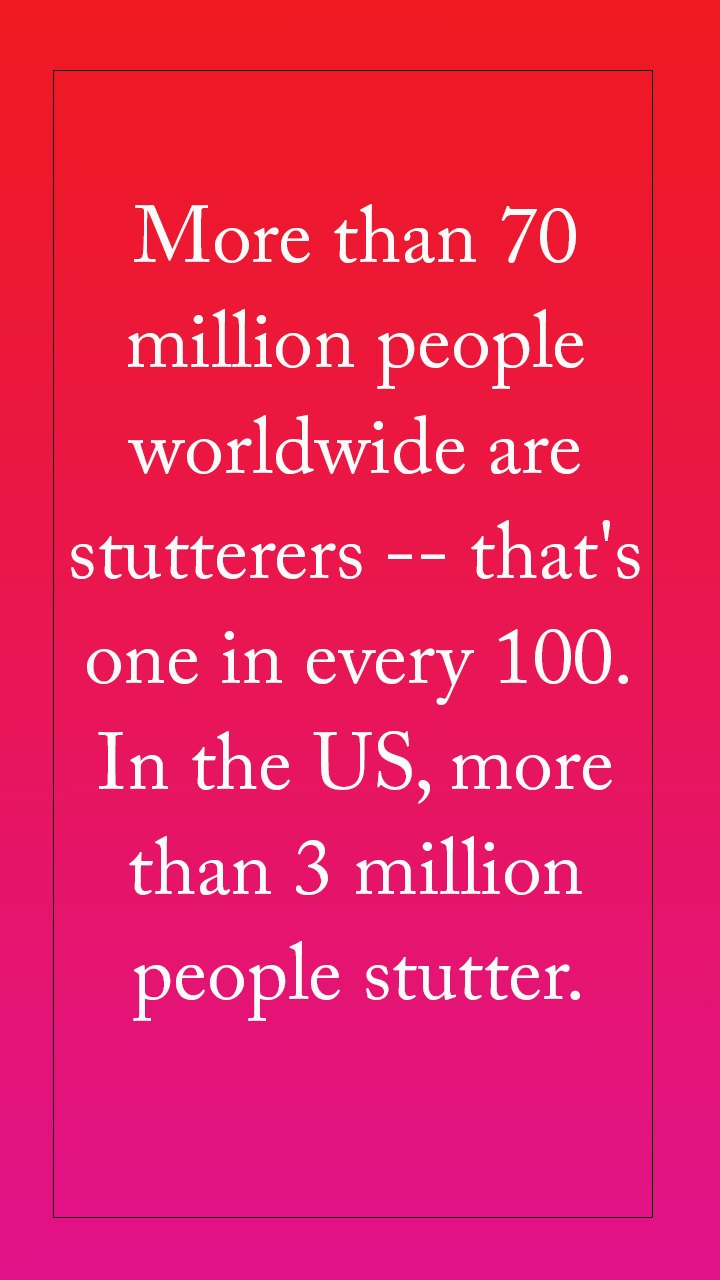 More than 70
million people
worldwide are
stutterers -- that's
one in every 100.
In the US, more
than 3 million
people stutter.